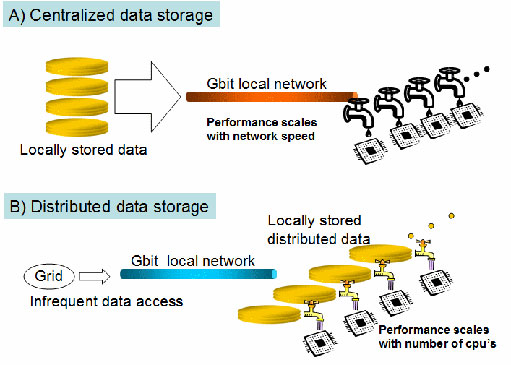 A) Centralized data storage
Gbit local network
Performance scales
with network speed
Locally stored data
B) Distributed data storage
Locally stored
distributed data
Gbit local network
Grid
Infrequent data access
Performance scales
with number of cpu's